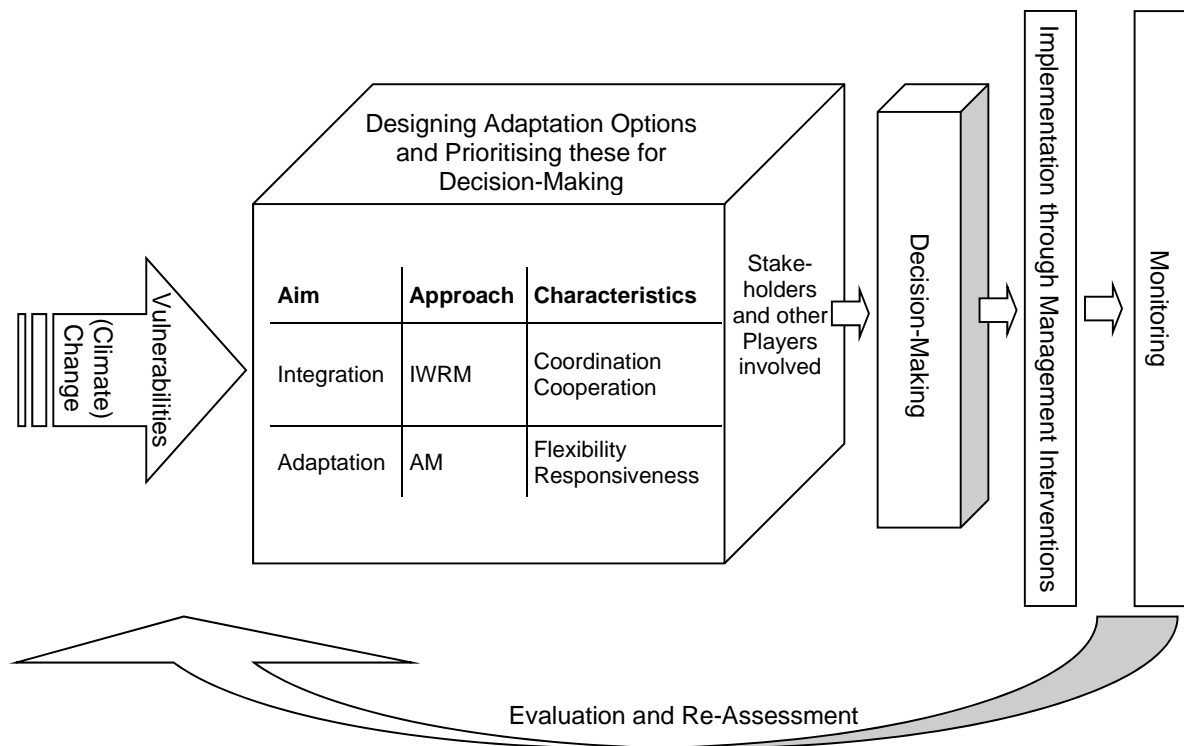 Designing Adaptation Options
and Prioritising these for
Decision-Making
(Climate)
Change
Vulnerabilities
Aim Approach Characteristics
Integration IWRM Coordination
Cooperation
Adaptation AM Flexibility
Responsiveness
Stake-
holders
and other
Players
involved
Decision-Making
Implementation through Management Interventions
Monitoring
Evaluation and Re-Assessment